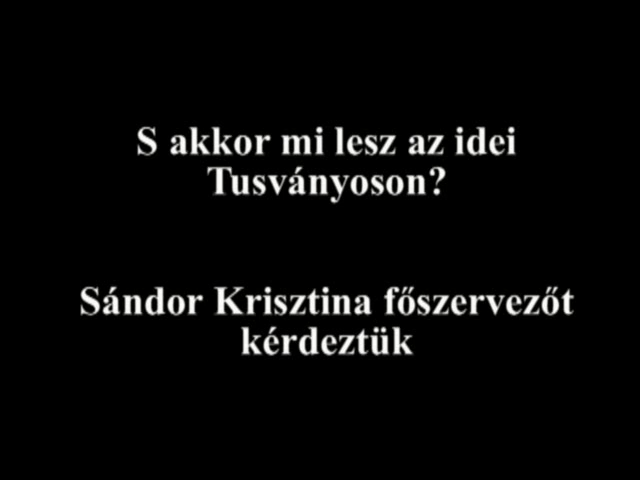 S akkor mi lesz az idei
Tusványoson?
Sándor Krisztina főszervezőt
kérdeztük